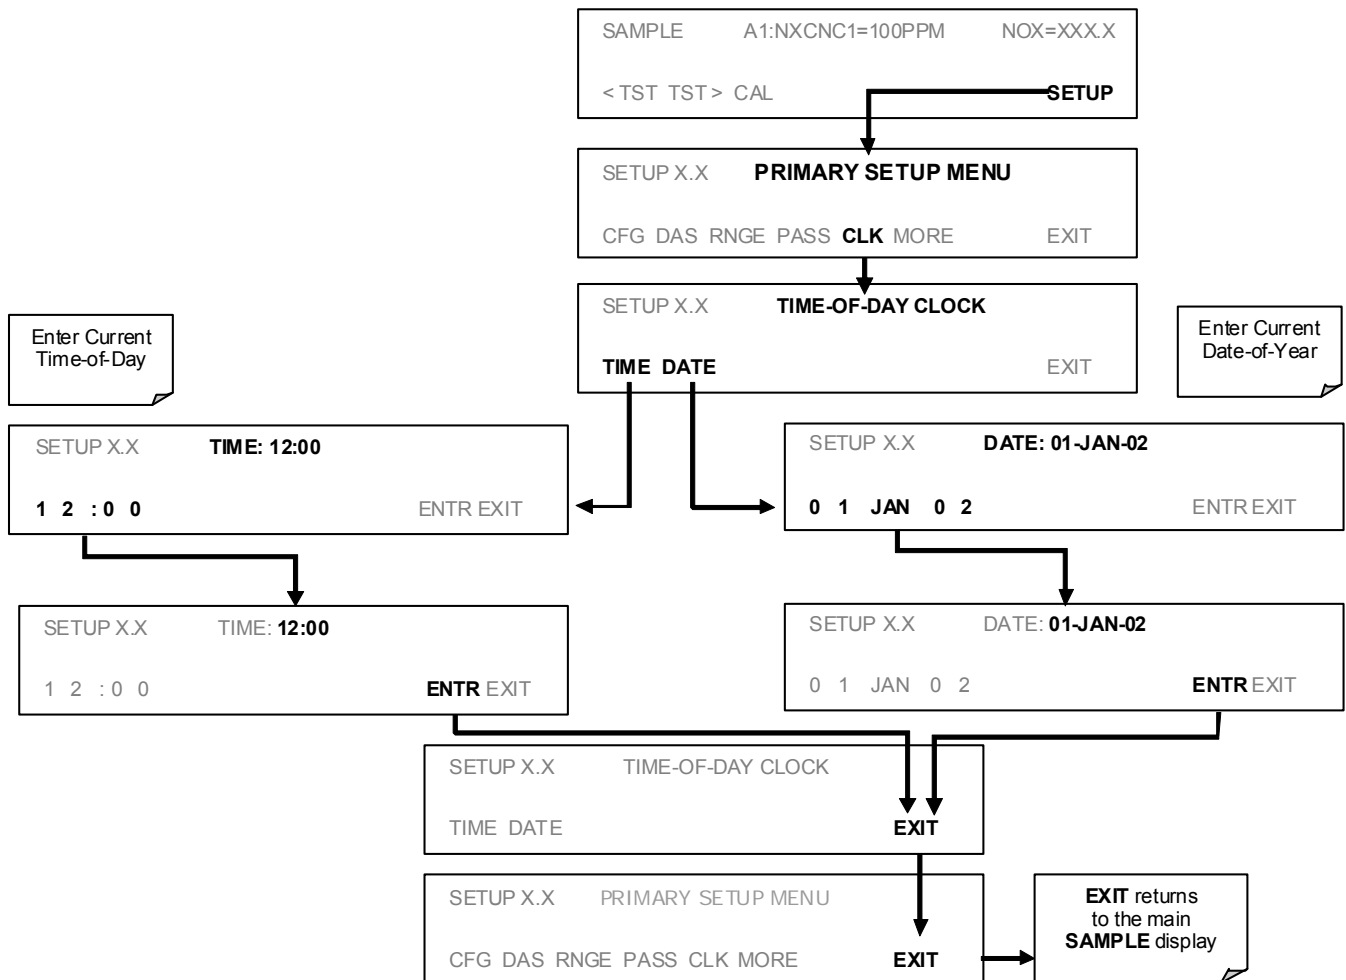 SAMPLE A1:NXCNC1=100PPM NOX=XXX.X
< TST TST > CAL SETUP
SETUP X.X PRIMARY SETUP MENU
CFG DAS RNGE PASS CLK MORE EXIT
SETUP X.X TIME-OF-DAY CLOCK
TIME DATE EXIT
Enter Current
Time-of-Day
Enter Current
Date-of-Year
SETUP X.X TIME: 12:00
1 2 :0 0 ENTR EXIT
SETUP X.X DATE: 01-JAN-02
0 1 JAN 0 2 ENTR EXIT
SETUP X.X TIME: 12:00
1 2 :0 0 ENTR EXIT
SETUP X.X DATE: 01-JAN-02
0 1 JAN 0 2 ENTR EXIT
SETUP X.X TIME-OF-DAY CLOCK
TIME DATE EXIT
SETUP X.X PRIMARY SETUP MENU
CFG DAS RNGE PASS CLK MORE EXIT
EXIT returns
to the main
SAMPLE display